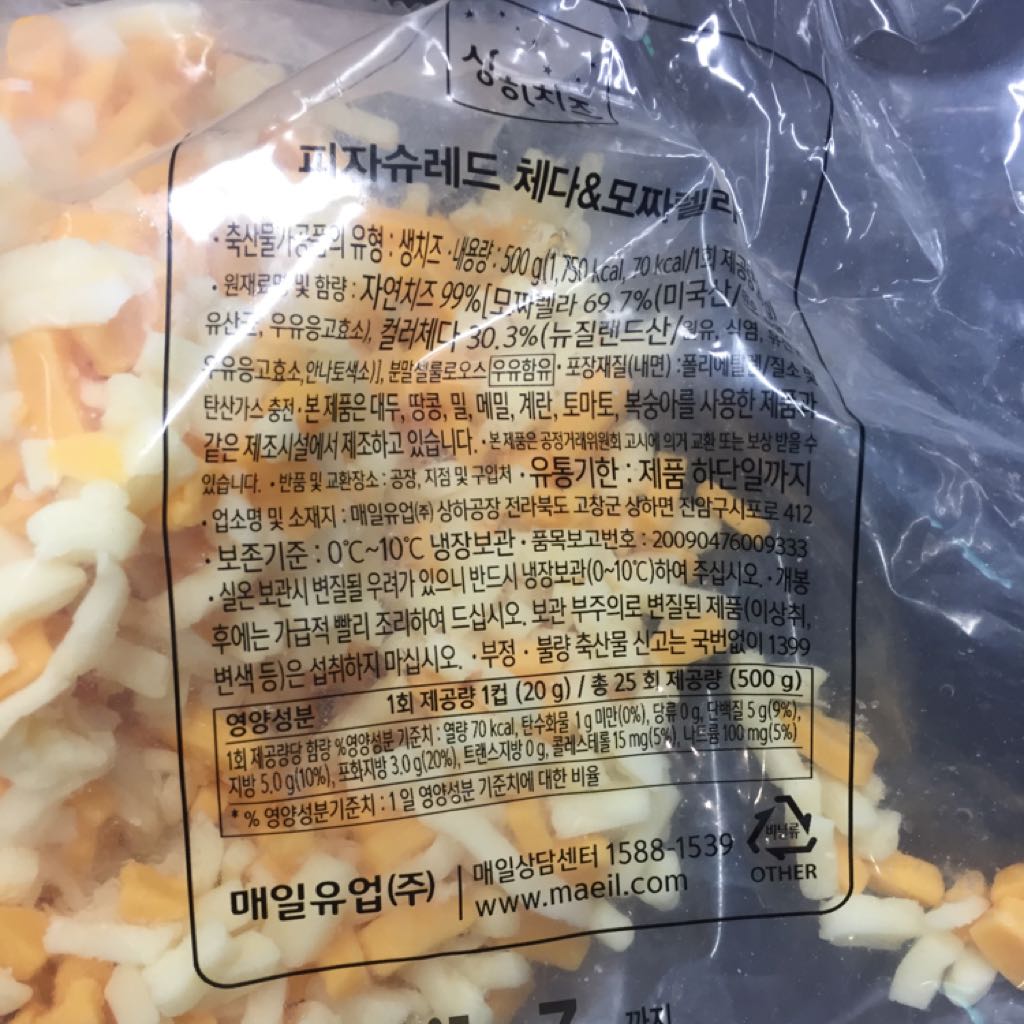 상하치즈
피자슈레드 체다&모짜렐라
· 축산물가공품의 유형 : 생치즈 · 내용량 : 500 g(1,750 kcal, 70 kcal/1회 제공
· 원재료명 및 함량 : 자연치즈 99%[모짜렐라 69.7%(미국산/
유산균, 우유응고효소), 컬러체다 30.3%(뉴질랜드산/원유, 식염,
우유응고효소,안나토색소)], 분말셀룰로오스 우유함유 · 포장재질(내면) :폴리에틸렌/질소 및
탄산가스 충전 · 본 제품은 대두, 땅콩, 밀, 메밀, 계란, 토마토, 복숭아를 사용한 제품과
같은 제조시설에서 제조하고 있습니다. · 본 제품은 공정거래위원회 고시에 의거 교환 또는 보상 받을 수
있습니다. · 반품 및 교환장소 : 공장, 지점 및 구입처 · 유통기한 : 제품 하단일까지
· 업소명 및 소재지 : 매일유업(주) 상하공장 전라북도 고창군 상하면 진암구시포로 412
· 보존기준 : 0℃~10℃ 냉장보관 · 품목보고번호 : 20090476009333
· 실온 보관시 변질될 우려가 있으니 반드시 냉장보관(0~10℃)하여 주십시오. · 개봉
후에는 가급적 빨리 조리하여 드십시오. 보관 부주의로 변질된 제품(이상취,
변색 등)은 섭취하지 마십시오. · 부정 · 불량 축산물 신고는 국번없이 1399
영양성분 1회 제공량 1컵 (20 g) / 총 25 회 제공량 (500 g)
1회 제공량당 함량 %영양성분 기준치 : 열량 70 kcal, 탄수화물 1 g 미만(0%), 당류 0 g, 단백질 5 g(9%),
지방 5.0 g(10%), 포화지방 3.0 g(20%), 트랜스지방 0 g, 콜레스테롤 15 mg(5%), 나트륨 100 mg(5%)
* % 영양성분기준치 : 1일 영양성분 기준치에 대한 비율
매일유업(주)
매일상담센터 1588-1539
www.maeil.com
비닐류
OTHER
까지